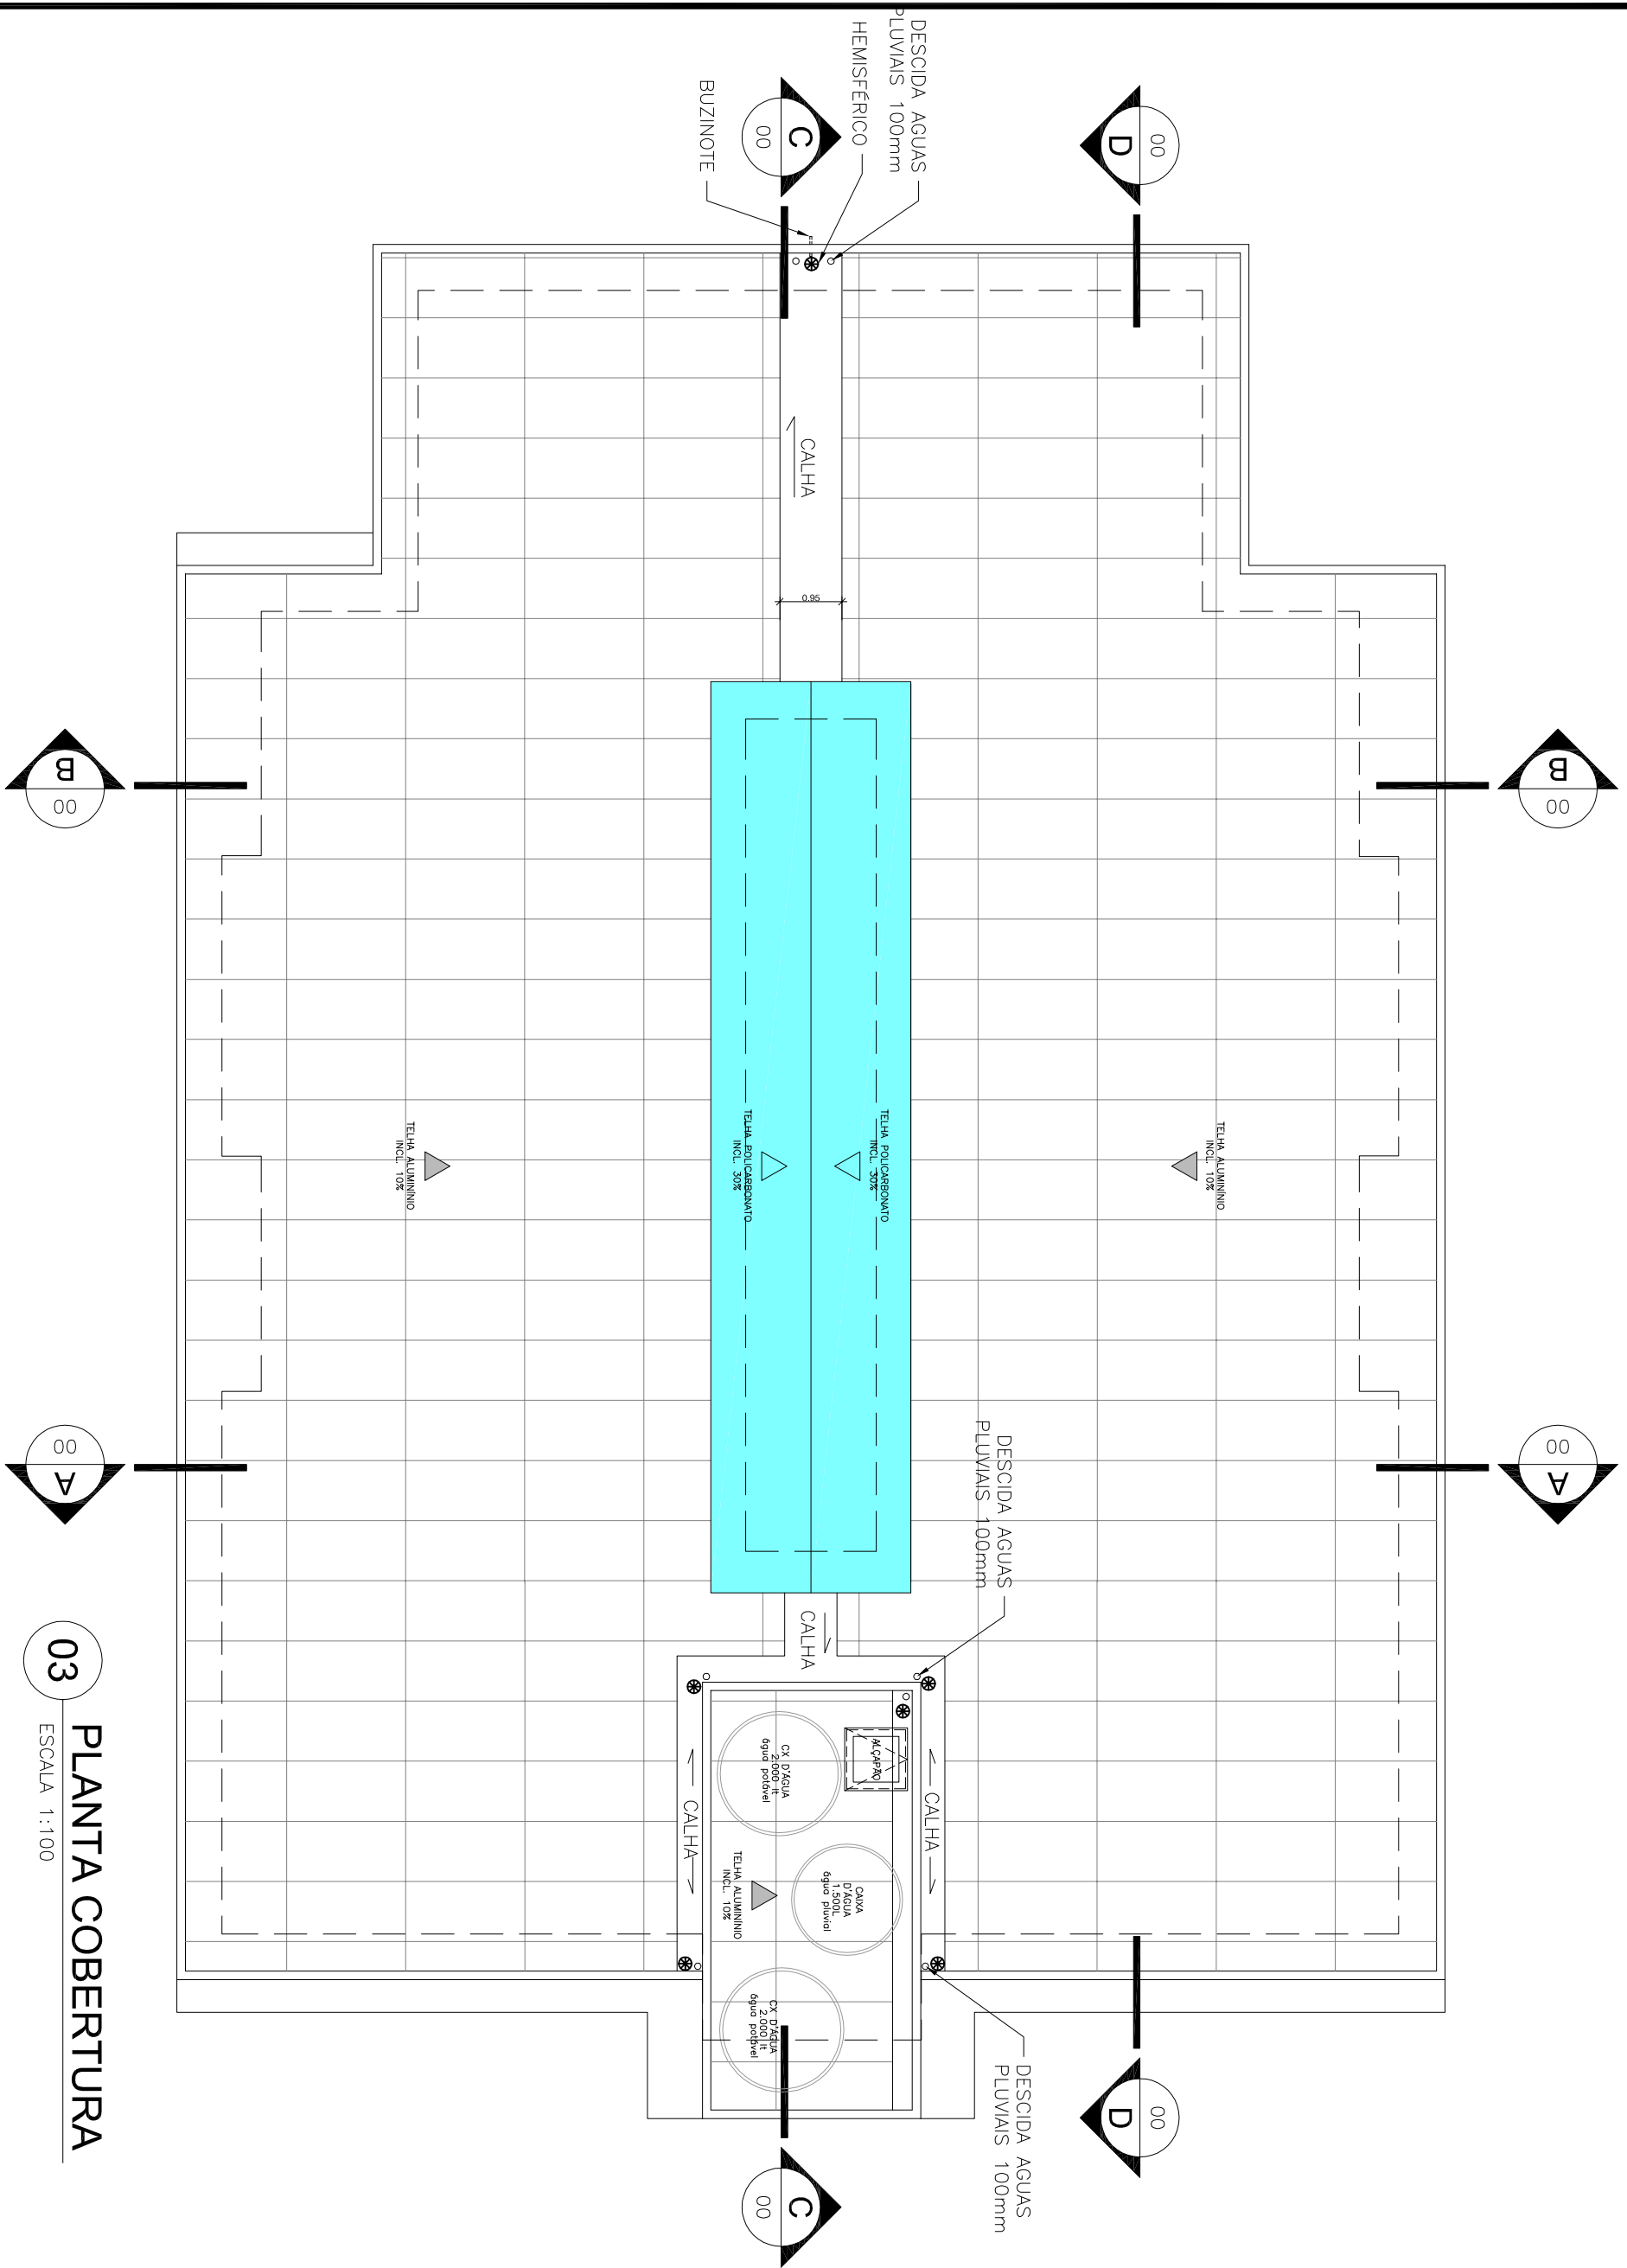 DESCIDA AGUAS
PLUVIAIS 100mm
HEMISFÉRICO
BUZINOTE
C
00
00
D
CALHA
0.95
B
00
B
00
TELHA ALUMINÍNIO
INCL. 10%
TELHA POLICARBONATO
INCL. 30%
TELHA POLICARBONATO
INCL. 30%
TELHA ALUMINÍNIO
INCL. 10%
00
A
00
A
DESCIDA AGUAS
PLUVIAIS 100mm
CALHA
ALÇAPÃO
CX D'ÁGUA
2.000 lt
água potável
CALHA
CALHA
CAIXA
D'ÁGUA
1.500L
água pluvial
TELHA ALUMINÍNIO
INCL. 10%
CX D'ÁGUA
2.000 lt
água potável
DESCIDA AGUAS
PLUVIAIS 100mm
00
D
C
00
03
PLANTA COBERTURA
ESCALA 1:100